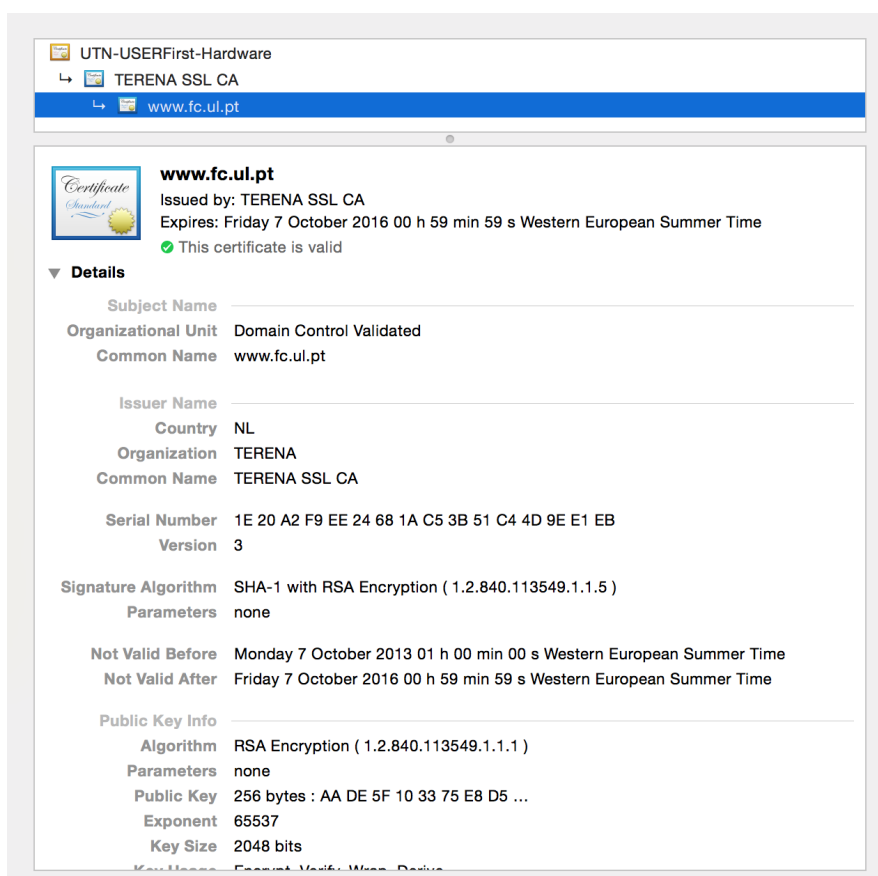 UTN-USERFirst-Hardware
↳ TERENA SSL CA
↳ www.fc.ul.pt
Certificate
Standard
www.fc.ul.pt
Issued by: TERENA SSL CA
Expires: Friday 7 October 2016 00 h 59 min 59 s Western European Summer Time
This certificate is valid
Details
Subject Name
Organizational Unit Domain Control Validated
Common Name www.fc.ul.pt
Issuer Name
Country NL
Organization TERENA
Common Name TERENA SSL CA
Serial Number 1E 20 A2 F9 EE 24 68 1A C5 3B 51 C4 4D 9E E1 EB
Version 3
Signature Algorithm SHA-1 with RSA Encryption ( 1.2.840.113549.1.1.5 )
Parameters none
Not Valid Before Monday 7 October 2013 01 h 00 min 00 s Western European Summer Time
Not Valid After Friday 7 October 2016 00 h 59 min 59 s Western European Summer Time
Public Key Info
Algorithm RSA Encryption ( 1.2.840.113549.1.1.1 )
Parameters none
Public Key 256 bytes : AA DE 5F 10 33 75 E8 D5 ...
Exponent 65537
Key Size 2048 bits
Key Usage Encrypt, Verify, Wrap, Derive